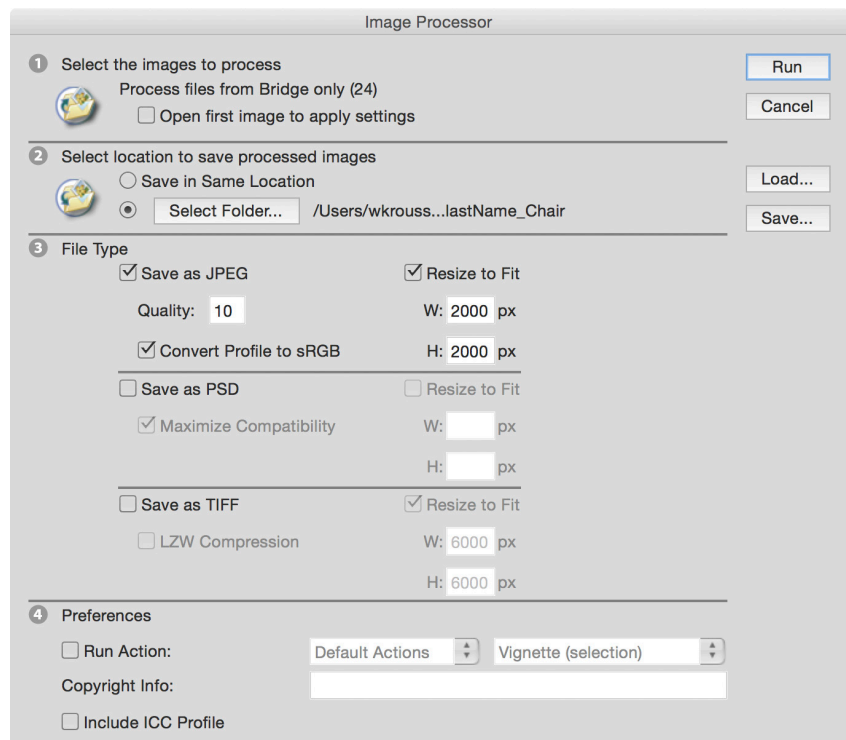 Image Processor
1 Select the images to process
Run
Process files from Bridge only (24)
Open first image to apply settings
Cancel
2 Select location to save processed images
Save in Same Location
Load...
Select Folder... /Users/wkrouss...lastName_Chair
Save...
3 File Type
Save as JPEG Resize to Fit
Quality: 10 W: 2000 px
Convert Profile to sRGB H: 2000 px
Save as PSD Resize to Fit
Maximize Compatibility W: px
H: px
Save as TIFF Resize to Fit
LZW Compression W: 6000 px
H: 6000 px
4 Preferences
Run Action: Default Actions Vignette (selection)
Copyright Info:
Include ICC Profile